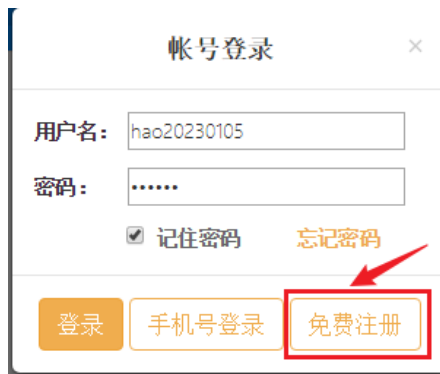 帐号登录 ×
用户名： hao20230105
密码： ••••••
记住密码 忘记密码
登录 手机号登录 免费注册